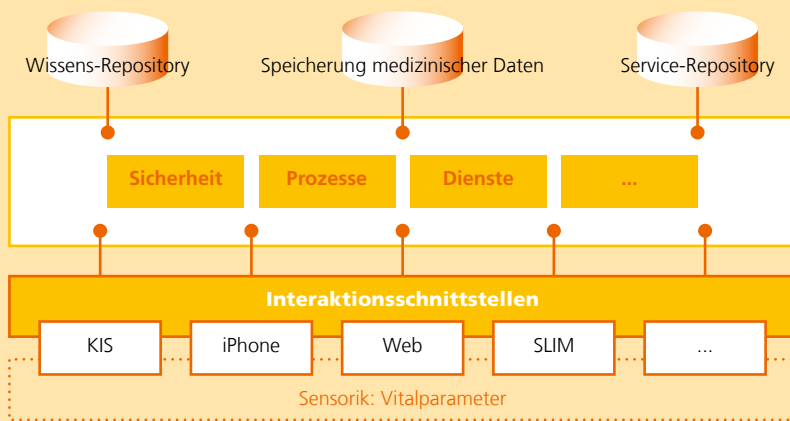 Wissens-Repository
Speicherung medizinischer Daten
Service-Repository
Sicherheit
Prozesse
Dienste
...
Interaktionsschnittstellen
KIS
iPhone
Web
SLIM
...
Sensorik: Vitalparameter